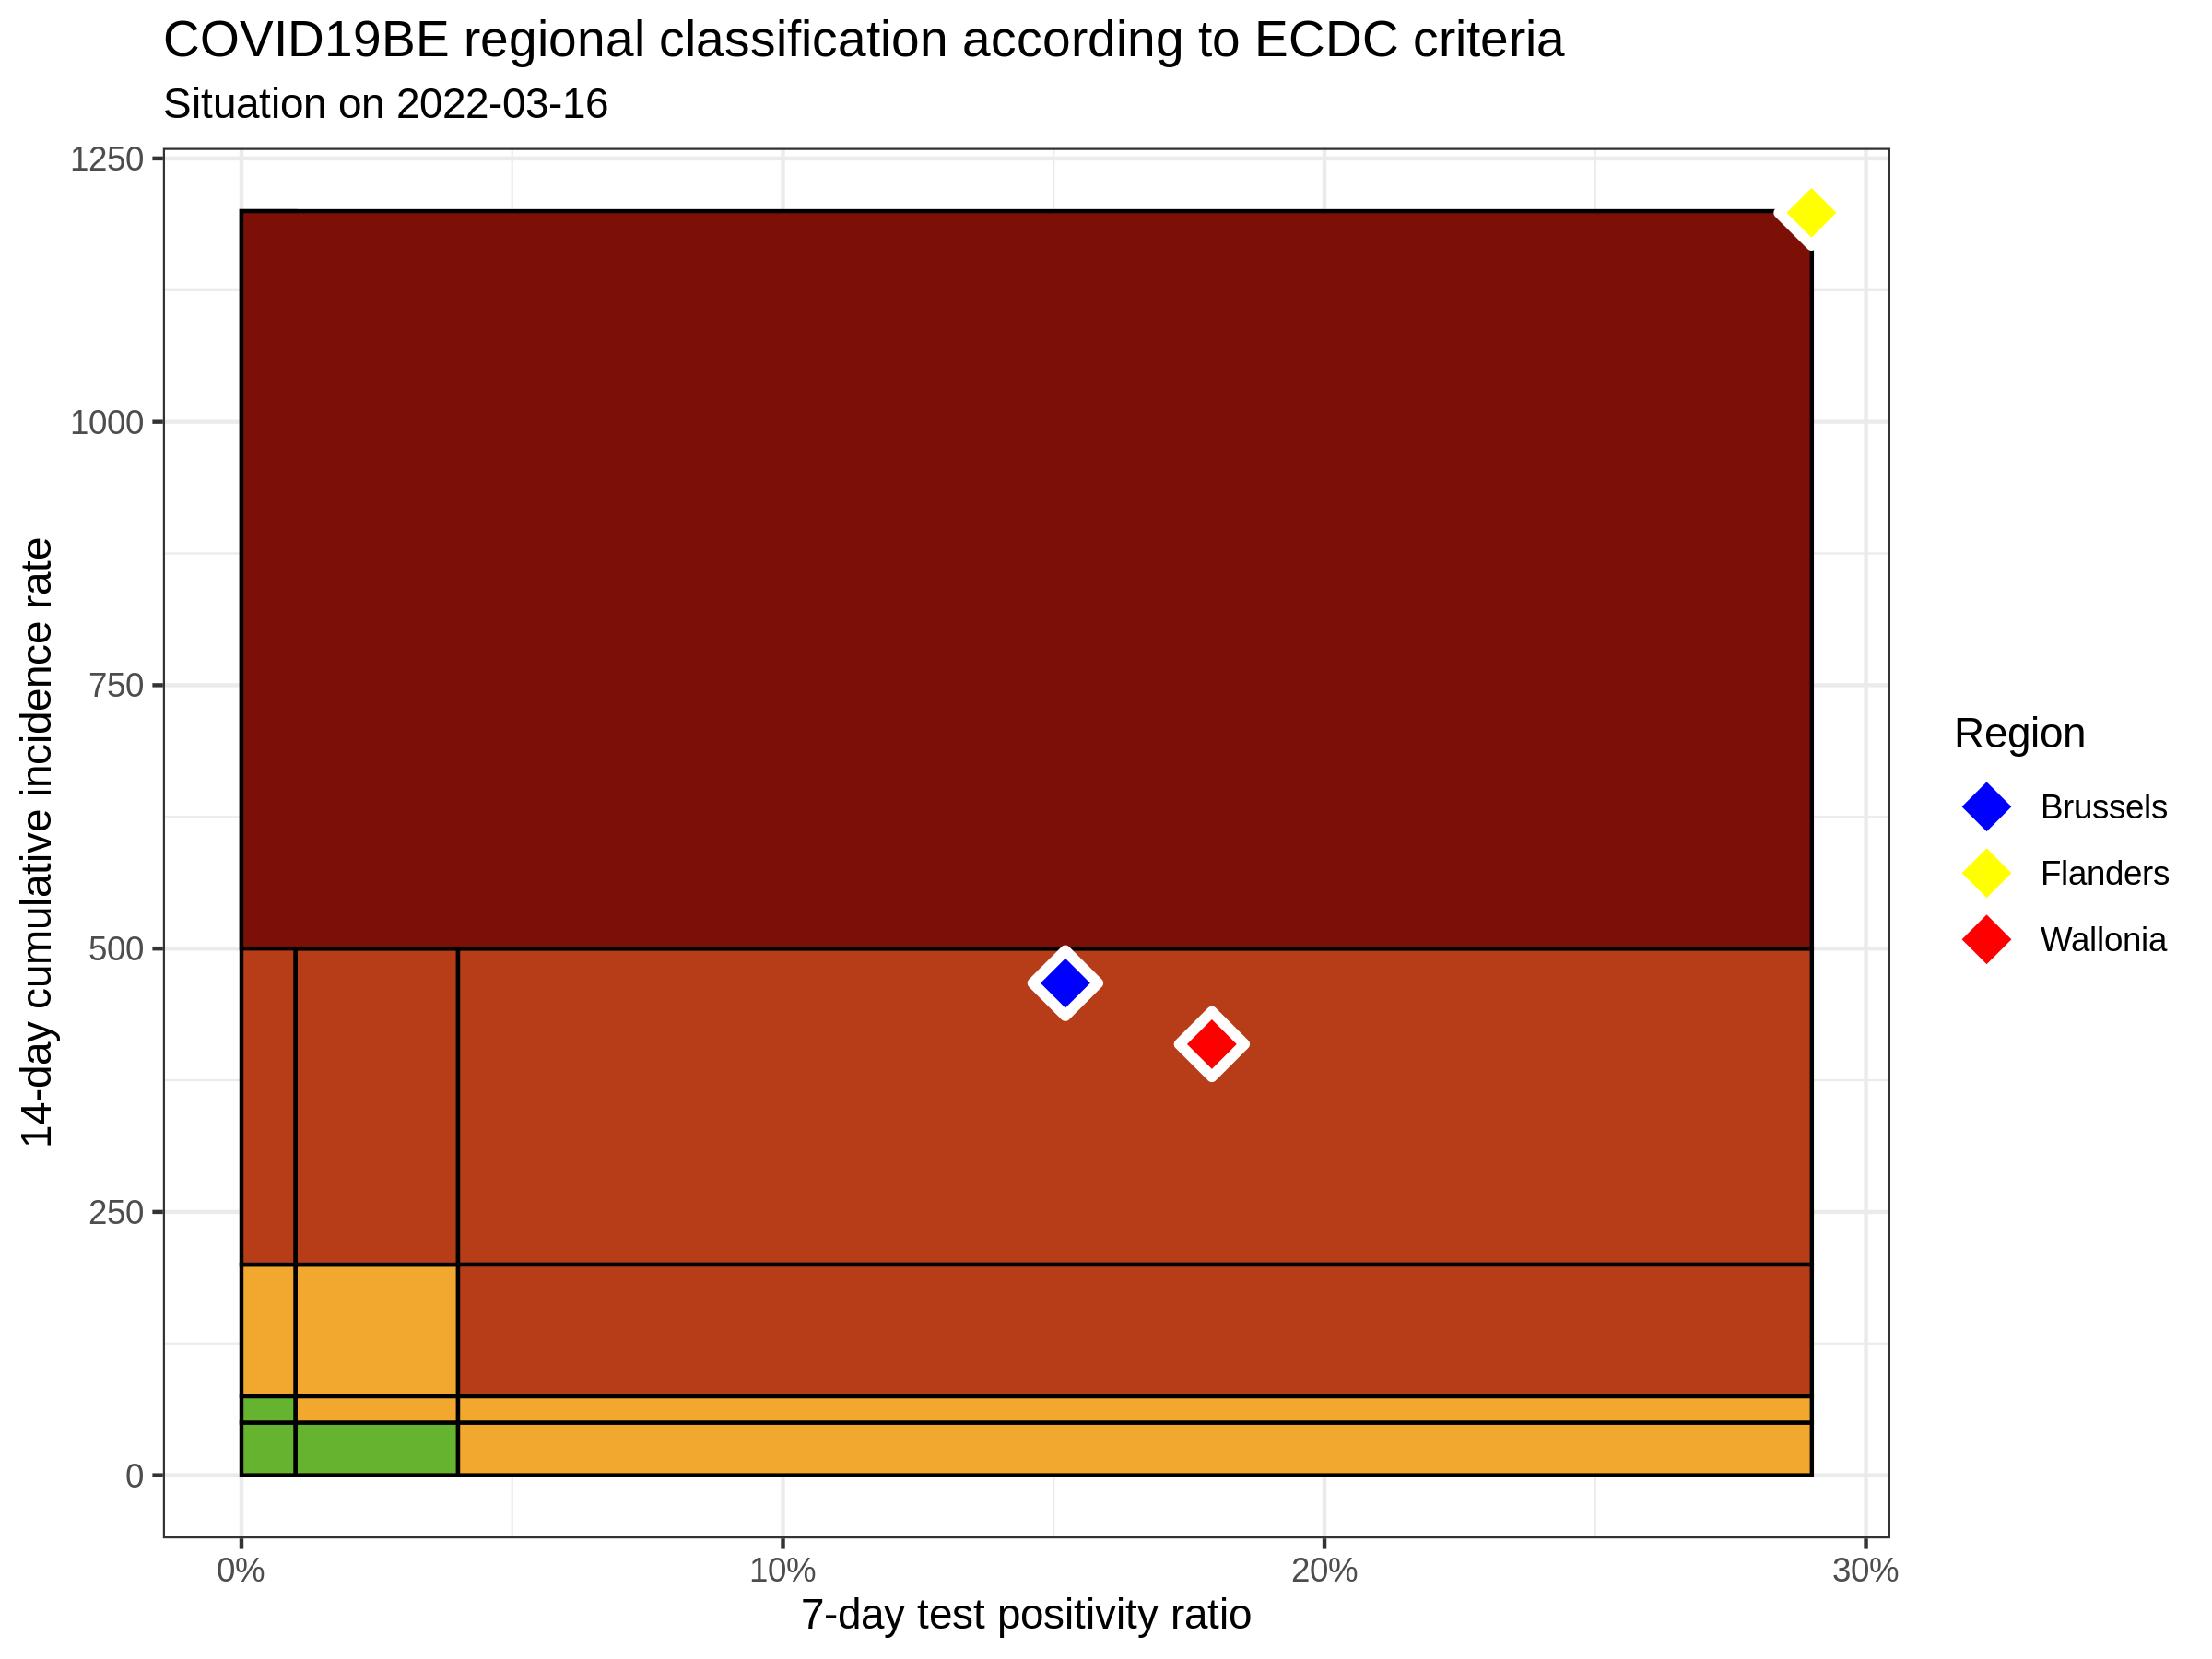 COVID19BE regional classification according to ECDC criteria
Situation on 2022-03-16
1250
1000
750
500
250
0
14-day cumulative incidence rate
0% 10% 20% 30%
7-day test positivity ratio
Region
Brussels
Flanders
Wallonia